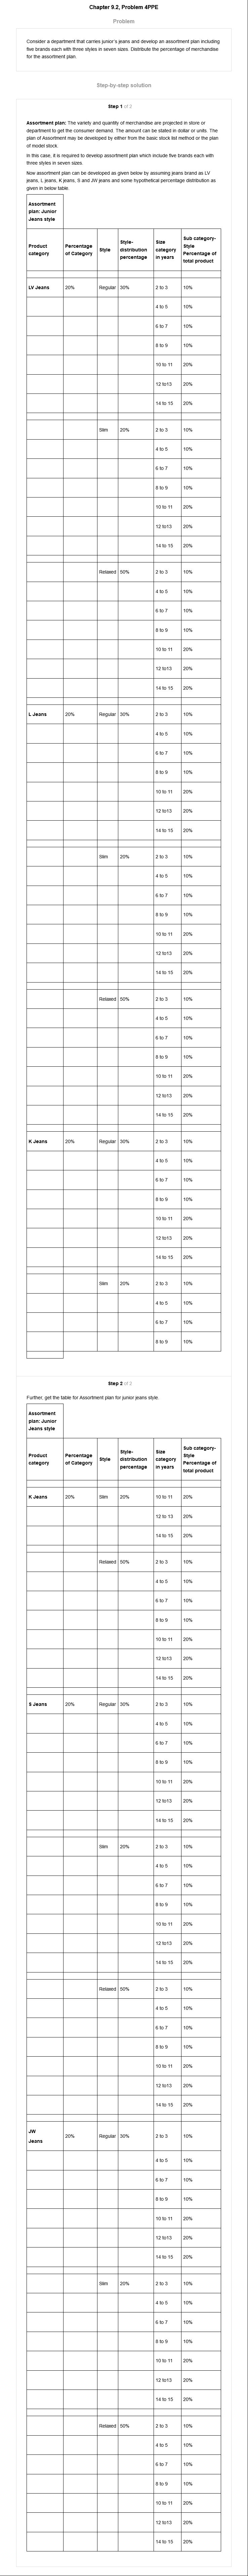 Chapter 9.2, Problem 4PPE
Problem
Consider a department that carries junior's jeans and develop an assortment plan including
five brands each with three styles in seven sizes. Distribute the percentage of merchandise
for the assortment plan
Step-by-step solution
Step 1 of 2
Assortment plan: The variety and quantity of merchandise are projected in store or
department to get the consumer demand. The amount can be stated in dollar or units. The
plan of Assortment may be developed by either from the basic stock-list method or the plan
of model stock.
In this case, it is required to develop assortment plan which include five brands each with
three styles in seven sizes.
Now assortment plan can be developed as given below by assuming jeans brand as LV
jeans, L jeans, K jeans, S and JW jeans and some hypothetical percentage distribution as
given in below table.
Assortment
plan: Junior
Jeans style
Product category Percentage of Category Style Style-distribution percentage Size category in years Sub category-Style Percentage of total product
LV Jeans 20% Regular 30% 2 to 3 10%
4 to 5 10%
6 to 7 10%
8 to 9 10%
10 to 11 20%
12 to13 20%
14 to 15 20%
Slim 20% 2 to 3 10%
4 to 5 10%
6 to 7 10%
8 to 9 10%
10 to 11 20%
12 to13 20%
14 to 15 20%
Relaxed 50% 2 to 3 10%
4 to 5 10%
6 to 7 10%
8 to 9 10%
10 to 11 20%
12 to13 20%
14 to 15 20%
L Jeans 20% Regular 30% 2 to 3 10%
4 to 5 10%
6 to 7 10%
8 to 9 10%
10 to 11 20%
12 to13 20%
14 to 15 20%
Slim 20% 2 to 3 10%
4 to 5 10%
6 to 7 10%
8 to 9 10%
10 to 11 20%
12 to13 20%
14 to 15 20%
Relaxed 50% 2 to 3 10%
4 to 5 10%
6 to 7 10%
8 to 9 10%
10 to 11 20%
12 to13 20%
14 to 15 20%
K Jeans 20% Regular 30% 2 to 3 10%
4 to 5 10%
6 to 7 10%
8 to 9 10%
10 to 11 20%
12 to13 20%
14 to 15 20%
Slim 20% 2 to 3 10%
4 to 5 10%
6 to 7 10%
8 to 9 10%
Step 2 of 2
Further, get the table for Assortment plan for junior jeans style.
Assortment
plan: Junior
Jeans style
Product category Percentage of Category Style Style-distribution percentage Size category in years Sub category-Style Percentage of total product
K Jeans 20% Slim 20% 10 to 11 20%
12 to 13 20%
14 to 15 20%
Relaxed 50% 2 to 3 10%
4 to 5 10%
6 to 7 10%
8 to 9 10%
10 to 11 20%
12 to13 20%
14 to 15 20%
S Jeans 20% Regular 30% 2 to 3 10%
4 to 5 10%
6 to 7 10%
8 to 9 10%
10 to 11 20%
12 to13 20%
14 to 15 20%
Slim 20% 2 to 3 10%
4 to 5 10%
6 to 7 10%
8 to 9 10%
10 to 11 20%
12 to13 20%
14 to 15 20%
Relaxed 50% 2 to 3 10%
4 to 5 10%
6 to 7 10%
8 to 9 10%
10 to 11 20%
12 to13 20%
14 to 15 20%
JW Jeans 20% Regular 30% 2 to 3 10%
4 to 5 10%
6 to 7 10%
8 to 9 10%
10 to 11 20%
12 to13 20%
14 to 15 20%
Slim 20% 2 to 3 10%
4 to 5 10%
6 to 7 10%
8 to 9 10%
10 to 11 20%
12 to13 20%
14 to 15 20%
Relaxed 50% 2 to 3 10%
4 to 5 10%
6 to 7 10%
8 to 9 10%
10 to 11 20%
12 to13 20%
14 to 15 20%